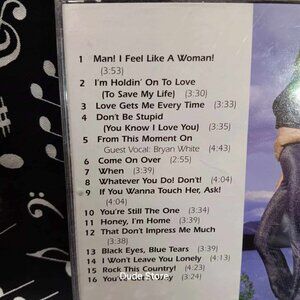 1 Man! I Feel Like A Woman!
(3:53)
2 I'm Holdin' On To Love
(To Save My Life) (3:30)
3 Love Gets Me Every Time (3:33)
4 Don't Be Stupid
(You Know I Love You) (3:35)
5 From This Moment On
Guest Vocal: Bryan White (4:43)
6 Come On Over (2:55)
7 When (3:39)
8 Whatever You Do! Don't! (4:04)
9 If You Wanna Touch Her, Ask!
(4:04)
10 You're Still The One (3:34)
11 Honey, I'm Home (3:39)
12 That Don't Impress Me Much
(3:38)
13 Black Eyes, Blue Tears (3:39)
14 I Won't Leave You Lonely (4:13)
15 Rock This Country! (4:23)
16 (4:24)
Duda Store